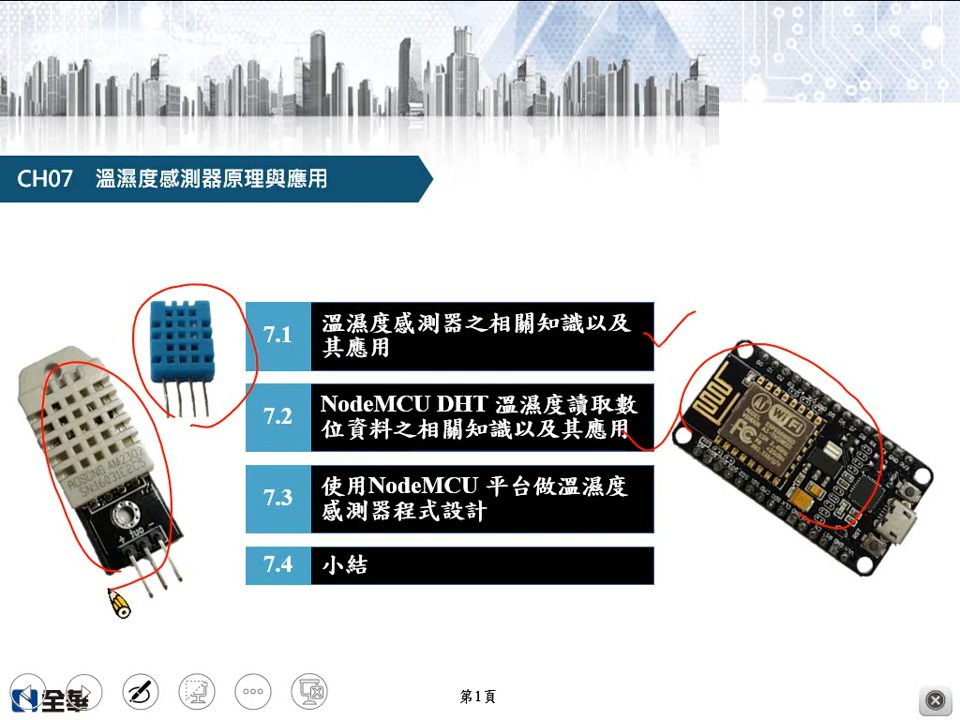 CH07 溫濕度感測器原理與應用
7.1 溫濕度感測器之相關知識以及
其應用
7.2 NodeMCU DHT 溫濕度讀取數
位資料之相關知識以及其應用
7.3 使用NodeMCU 平台做溫濕度
感測器程式設計
7.4 小結
AOSONG AM2302
WiFi
FC
全華
第1頁